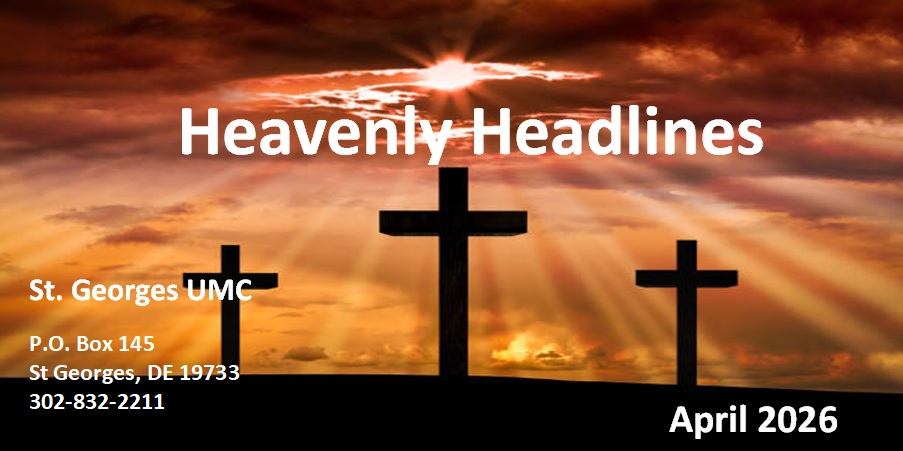 Heavenly Headlines
St. Georges UMC
P.O. Box 145
St Georges, DE 19733
302-832-2211
April 2026